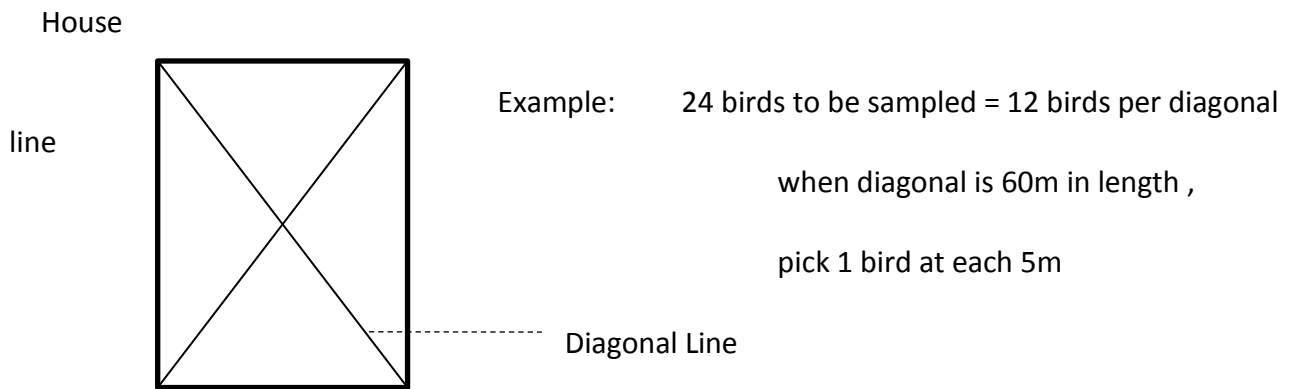 House
Example: 24 birds to be sampled = 12 birds per diagonal
line
when diagonal is 60m in length ,
pick 1 bird at each 5m
Diagonal Line